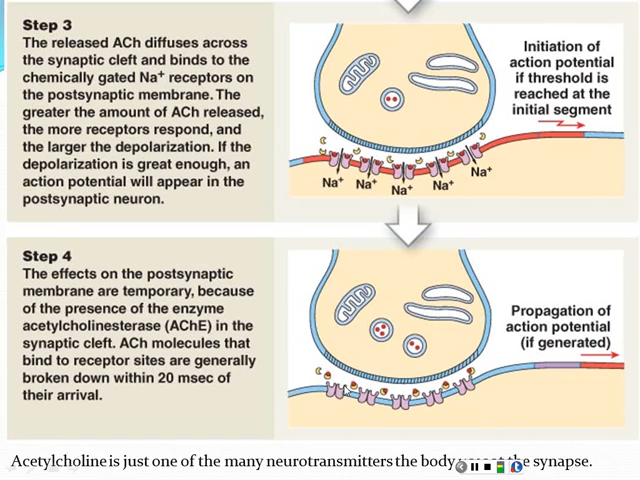 Step 3
The released ACh diffuses across
the synaptic cleft and binds to the
chemically gated Na⁺ receptors on
the postsynaptic membrane. The
greater the amount of ACh released,
the more receptors respond, and
the larger the depolarization. If the
depolarization is great enough, an
action potential will appear in the
postsynaptic neuron.
Initiation of
action potential
if threshold is
reached at the
initial segment
Na⁺
Na⁺
Na⁺
Na⁺
Na⁺
Step 4
The effects on the postsynaptic
membrane are temporary, because
of the presence of the enzyme
acetylcholinesterase (AChE) in the
synaptic cleft. ACh molecules that
bind to receptor sites are generally
broken down within 20 msec of
their arrival.
Propagation of
action potential
(if generated)
Acetylcholine is just one of the many neurotransmitters the body the synapse.